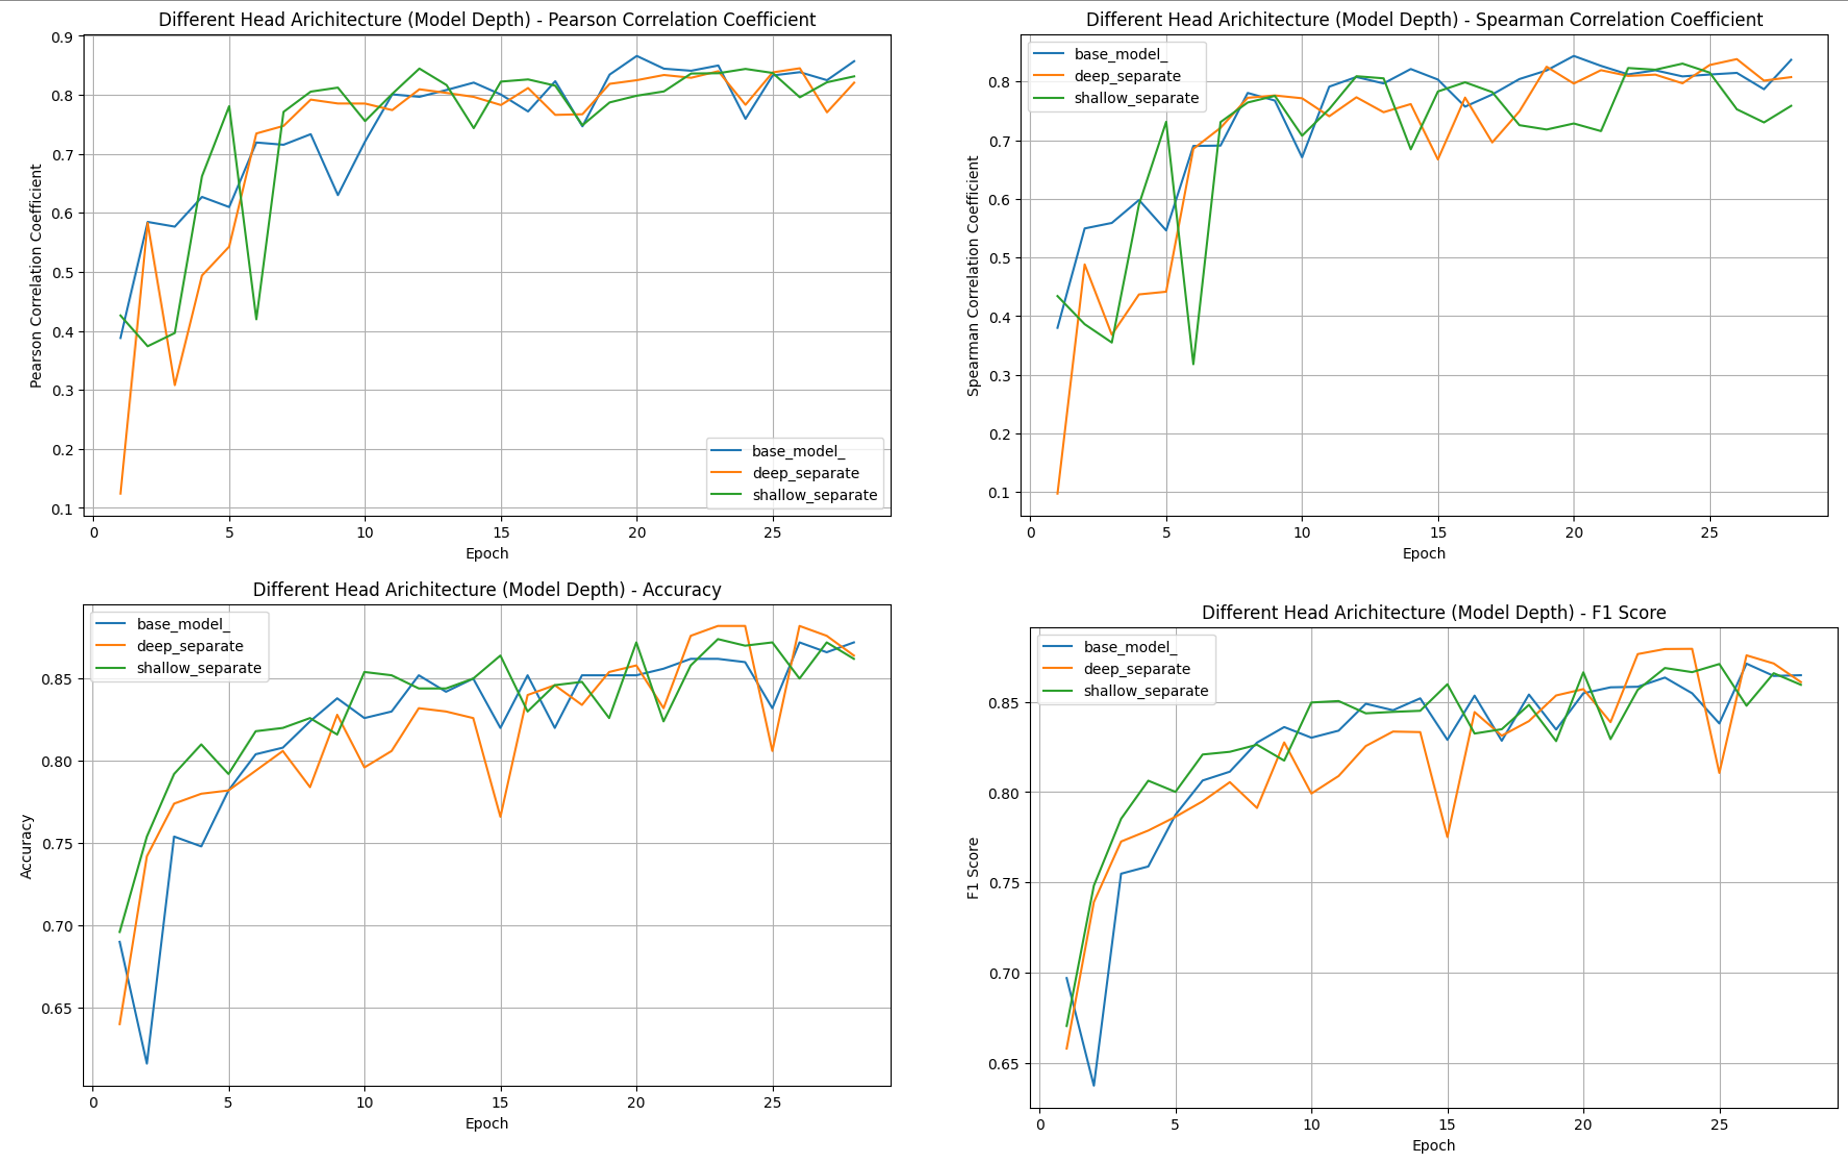 Different Head Arichitecture (Model Depth) - Pearson Correlation Coefficient
Pearson Correlation Coefficient
0.9
0.8
0.7
0.6
0.5
0.4
0.3
0.2
0.1
base_model_
deep_separate
shallow_separate
0 5 10 15 20 25
Epoch
Different Head Arichitecture (Model Depth) - Spearman Correlation Coefficient
Spearman Correlation Coefficient
base_model_
deep_separate
shallow_separate
0.8
0.7
0.6
0.5
0.4
0.3
0.2
0.1
0 5 10 15 20 25
Epoch
Different Head Arichitecture (Model Depth) - Accuracy
Accuracy
base_model_
deep_separate
shallow_separate
0.85
0.80
0.75
0.70
0.65
0 5 10 15 20 25
Epoch
Different Head Arichitecture (Model Depth) - F1 Score
F1 Score
base_model_
deep_separate
shallow_separate
0.85
0.80
0.75
0.70
0.65
0 5 10 15 20 25
Epoch